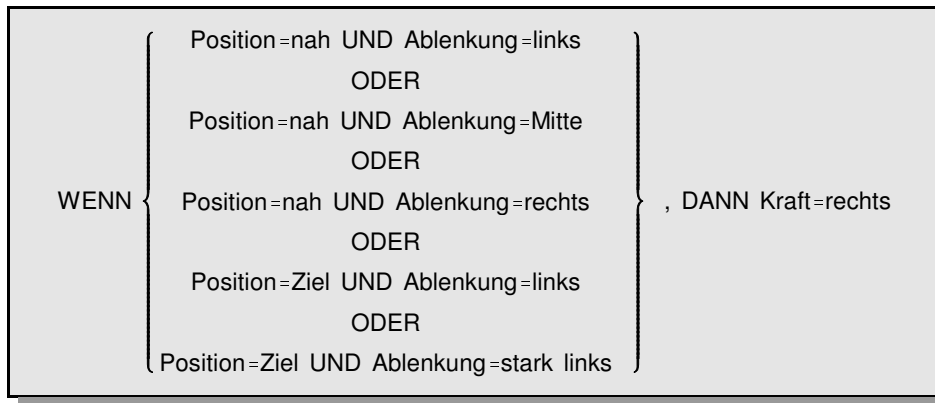 Position=nah UND Ablenkung=links
ODER
Position=nah UND Ablenkung=Mitte
ODER
WENN Position=nah UND Ablenkung=rechts , DANN Kraft=rechts
ODER
Position=Ziel UND Ablenkung=links
ODER
Position=Ziel UND Ablenkung=stark links